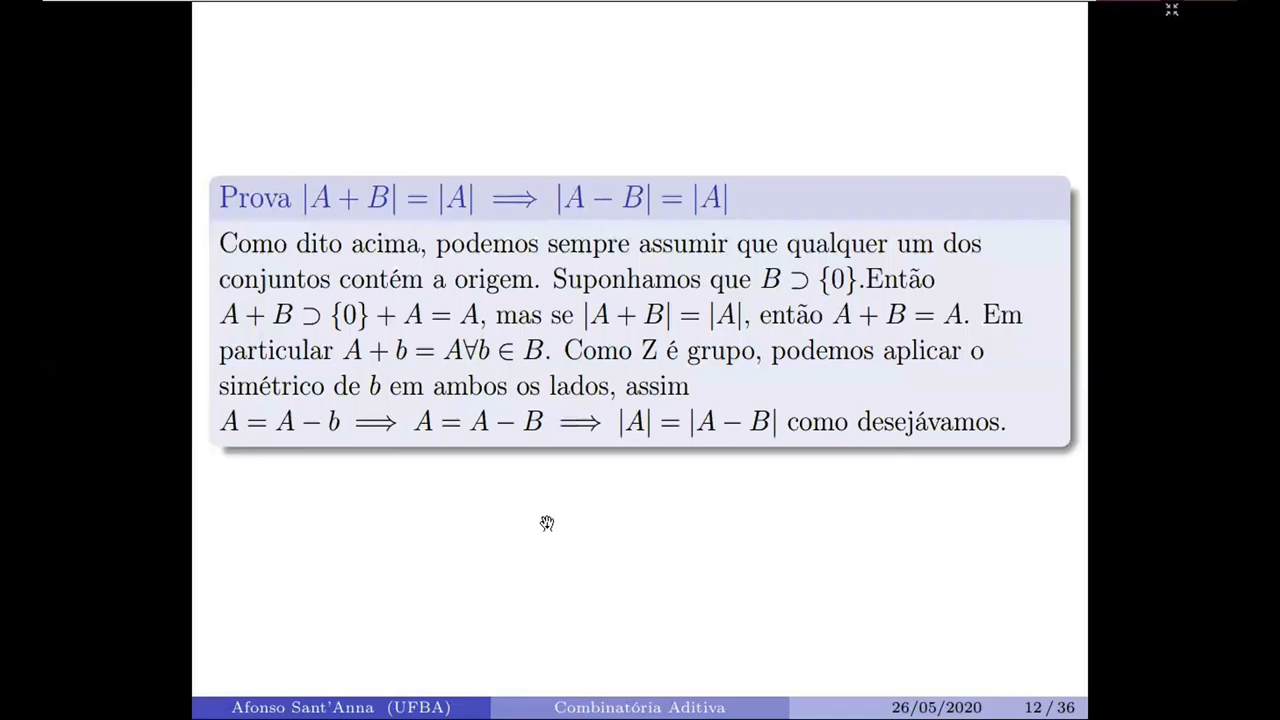 Prova |A + B| = |A| ⟹ |A − B| = |A|
Como dito acima, podemos sempre assumir que qualquer um dos
conjuntos contém a origem. Suponhamos que B ⊃ {0}.Então
A + B ⊃ {0} + A = A, mas se |A + B| = |A|, então A + B = A. Em
particular A + b = A∀b ∈ B. Como Z é grupo, podemos aplicar o
simétrico de b em ambos os lados, assim
A = A − b ⟹ A = A − B ⟹ |A| = |A − B| como desejávamos.
Afonso Sant'Anna (UFBA) Combinatória Aditiva 26/05/2020 12 / 36